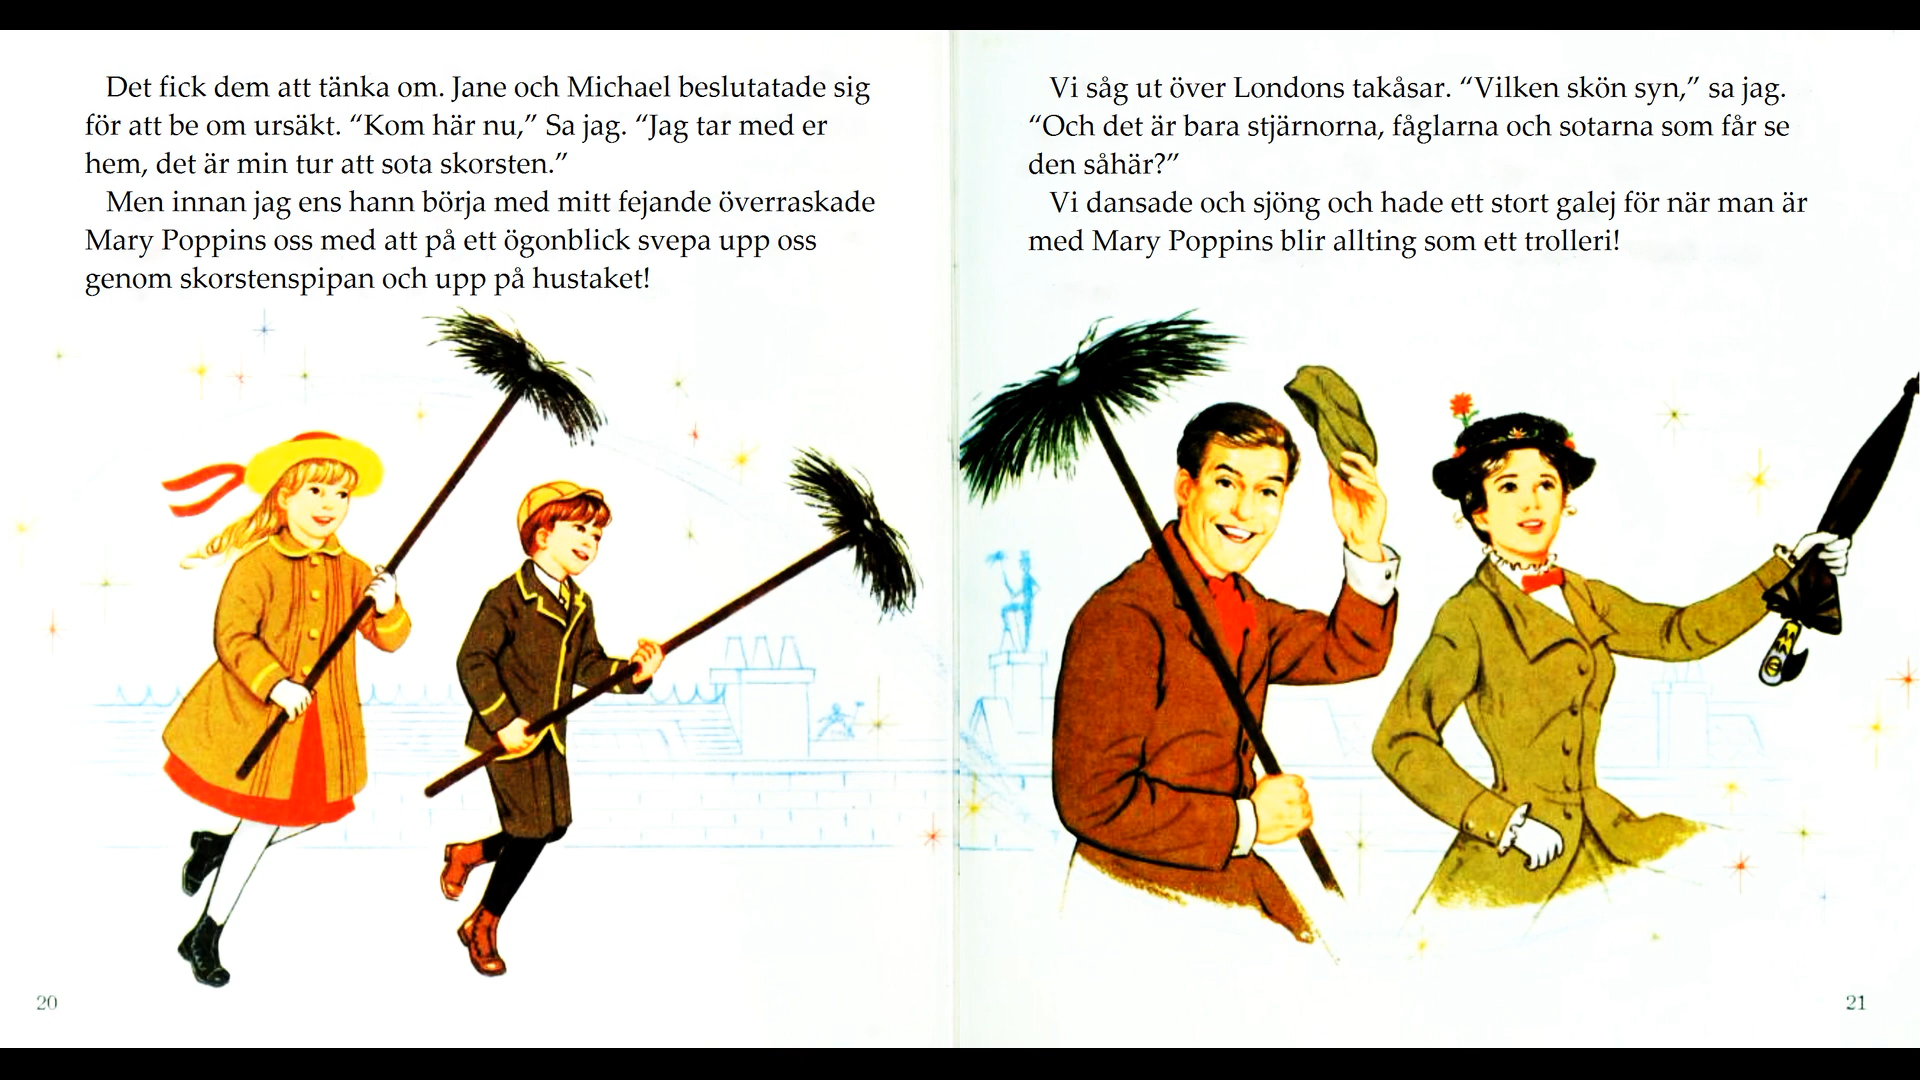 Det fick dem att tänka om. Jane och Michael beslutatade sig
för att be om ursäkt. “Kom här nu,” Sa jag. “Jag tar med er
hem, det är min tur att sota skorsten.”
Men innan jag ens hann börja med mitt fejande överraskade
Mary Poppins oss med att på ett ögonblick svepa upp oss
genom skorstenspipan och upp på hustaket!
20
Vi såg ut över Londons takåsar. “Vilken skön syn,” sa jag.
“Och det är bara stjärnorna, fåglarna och sotarna som får se
den såhär?”
Vi dansade och sjöng och hade ett stort galej för när man är
med Mary Poppins blir allting som ett trolleri!
21